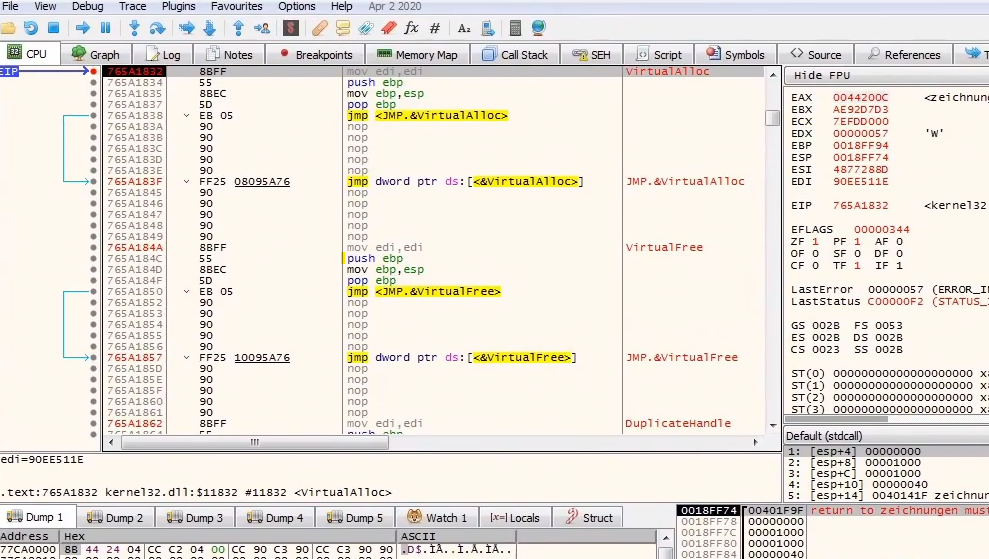 File View Debug Trace Plugins Favourites Options Help Apr 2 2020
CPU Graph Log Notes Breakpoints Memory Map Call Stack SEH Script Symbols Source References
EIP 765A1832 8BFF mov edi,edi VirtualAlloc
765A1834 55 push ebp
765A1835 8BEC mov ebp,esp
765A1837 5D pop ebp
765A1838 EB 05 jmp <JMP.&VirtualAlloc>
765A183A 90 nop
765A183B 90 nop
765A183C 90 nop
765A183D 90 nop
765A183E 90 nop
765A183F FF25 08095A76 jmp dword ptr ds:[<&VirtualAlloc>] JMP.&VirtualAlloc
765A1845 90 nop
765A1846 90 nop
765A1847 90 nop
765A1848 90 nop
765A1849 90 nop
765A184A 8BFF mov edi,edi VirtualFree
765A184C 55 push ebp
765A184D 8BEC mov ebp,esp
765A184F 5D pop ebp
765A1850 EB 05 jmp <JMP.&VirtualFree>
765A1852 90 nop
765A1853 90 nop
765A1854 90 nop
765A1855 90 nop
765A1856 90 nop
765A1857 FF25 10095A76 jmp dword ptr ds:[<&VirtualFree>] JMP.&VirtualFree
765A185D 90 nop
765A185E 90 nop
765A185F 90 nop
765A1860 90 nop
765A1861 90 nop
765A1862 8BFF mov edi,edi DuplicateHandle
765A1864 55 push ebp
Hide FPU
EAX 0044200C <zeichnung
EBX AE92D7D3
ECX 7EFDD000
EDX 00000057 'W'
EBP 0018FF94
ESP 0018FF74
ESI 4877288D
EDI 90EE511E
EIP 765A1832 <kernel32
EFLAGS 00000344
ZF 1 PF 1 AF 0
OF 0 SF 0 DF 0
CF 0 TF 1 IF 1
LastError 00000057 (ERROR_IN
LastStatus C00000F2 (STATUS_I
GS 002B FS 0053
ES 002B DS 002B
CS 0023 SS 002B
ST(0) 00000000000000000000 x8
ST(1) 00000000000000000000 x8
ST(2) 00000000000000000000 x8
ST(3) 00000000000000000000 x8
Default (stdcall)
1: [esp+4] 00000000
2: [esp+8] 00001000
3: [esp+C] 00001000
4: [esp+10] 00000040
5: [esp+14] 0040141F zeichnun
edi=90EE511E
.text:765A1832 kernel32.dll:$11832 #11832 <VirtualAlloc>
Dump 1 Dump 2 Dump 3 Dump 4 Dump 5 Watch 1 [x=] Locals Struct
Address Hex ASCII
77CA0000 88 44 24 04 CC C2 04 00 CC 90 C3 90 CC C3 90 90 .D$.ÌÂ..Ì.Ã.ÌÃ..
0018FF74 00401F9F return to zeichnungen must
0018FF78 00000000
0018FF7C 00001000
0018FF80 00001000
0018FF84 00000040